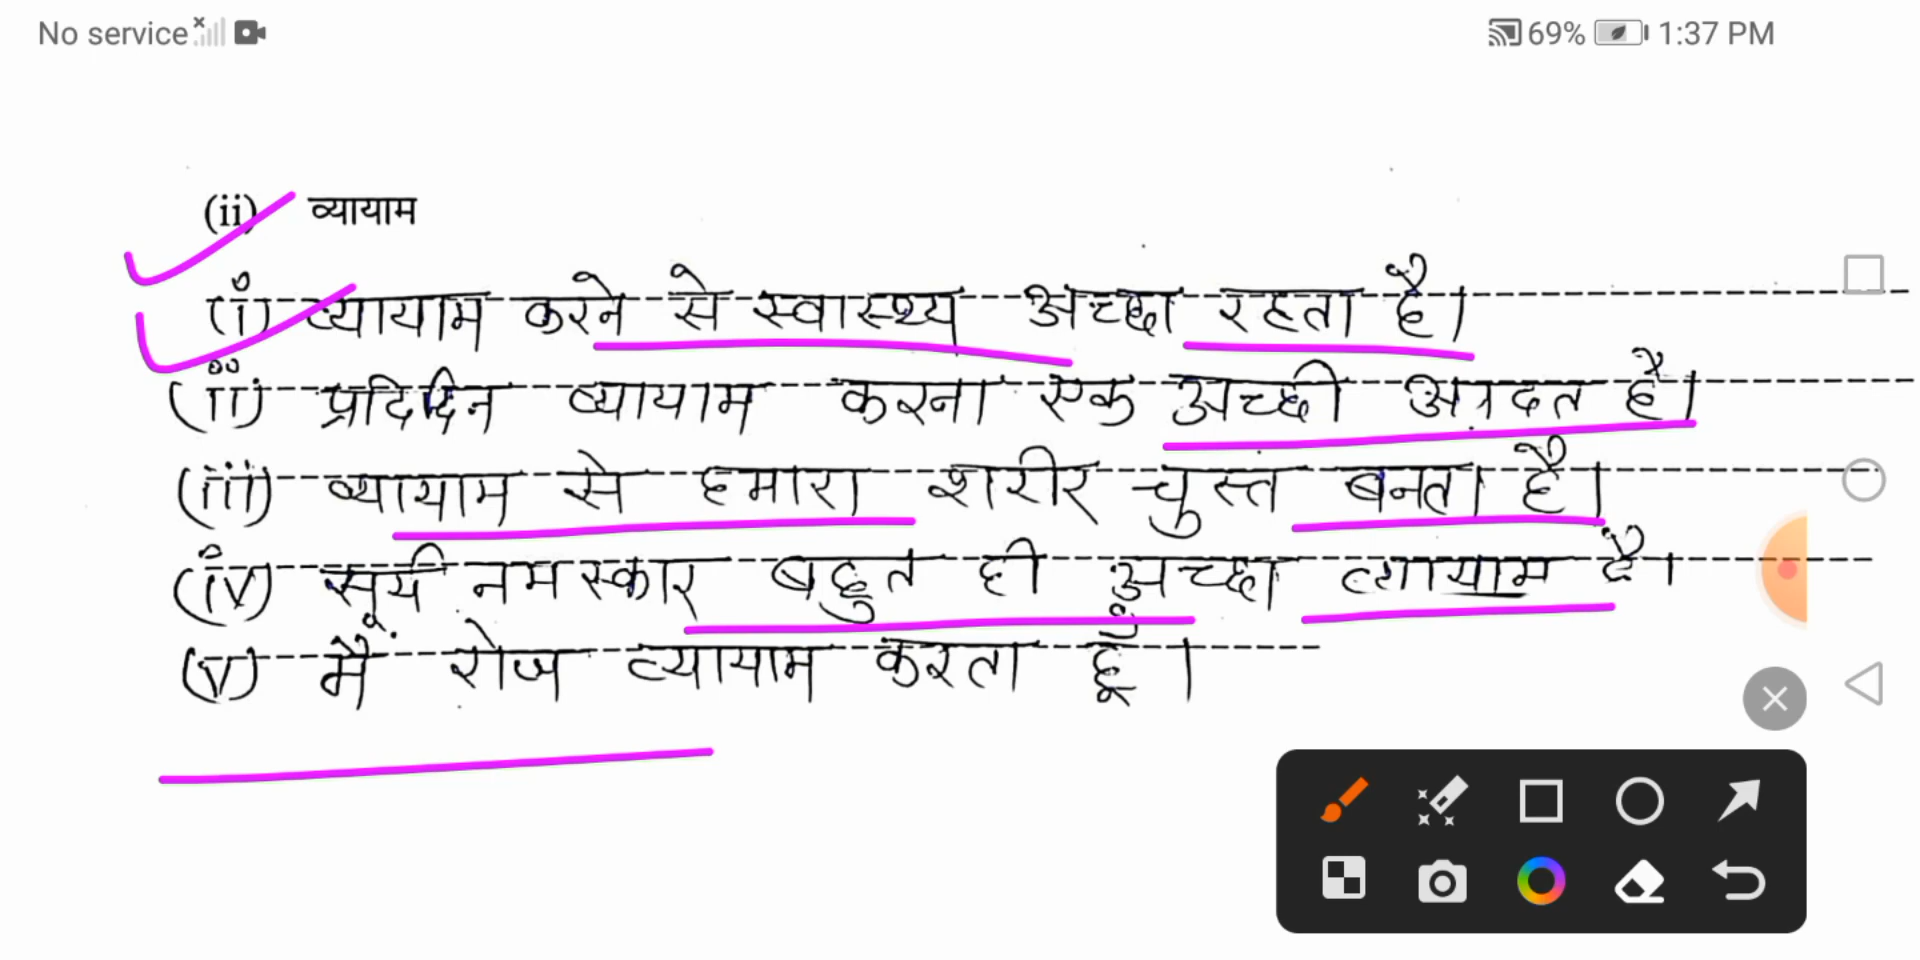 No service 69% 1:37 PM
(ii) व्यायाम
(i) व्यायाम करने से स्वास्थ्य अच्छा रहता है।
(ii) प्रदिदिन व्यायाम करना एक अच्छी आदत है।
(iii) व्यायाम से हमारा शरीर चुस्त बनता है।
(iv) सूर्य नमस्कार बहुत ही अच्छा व्यायाम है।
(v) मैं रोज व्यायाम करता हूँ।